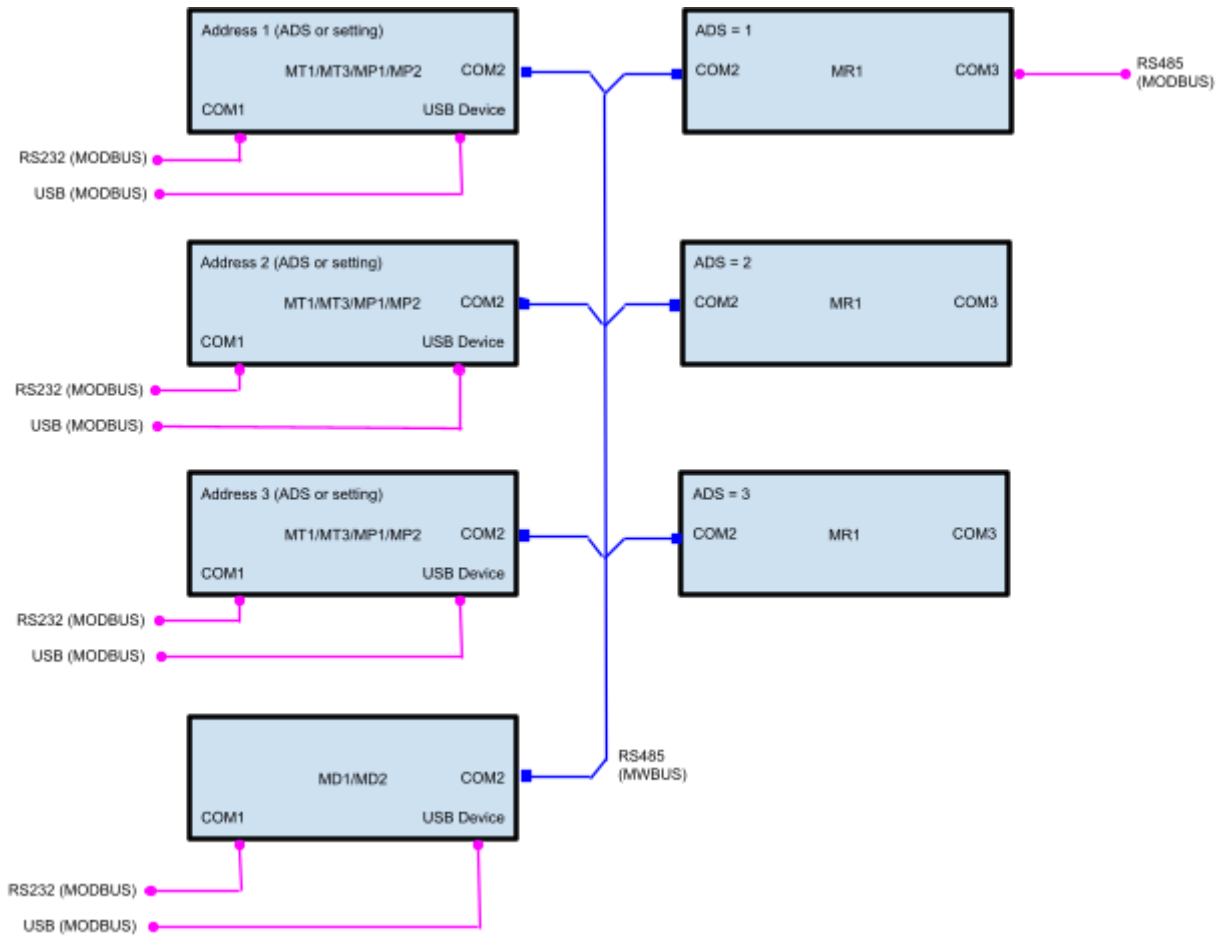 Address 1 (ADS or setting)
MT1/MT3/MP1/MP2
COM2
COM1
USB Device
RS232 (MODBUS)
USB (MODBUS)
ADS = 1
COM2
MR1
COM3
RS485
(MODBUS)
Address 2 (ADS or setting)
MT1/MT3/MP1/MP2
COM2
COM1
USB Device
RS232 (MODBUS)
USB (MODBUS)
ADS = 2
COM2
MR1
COM3
Address 3 (ADS or setting)
MT1/MT3/MP1/MP2
COM2
COM1
USB Device
RS232 (MODBUS)
USB (MODBUS)
ADS = 3
COM2
MR1
COM3
MD1/MD2
COM2
COM1
USB Device
RS232 (MODBUS)
USB (MODBUS)
RS485
(MWBUS)